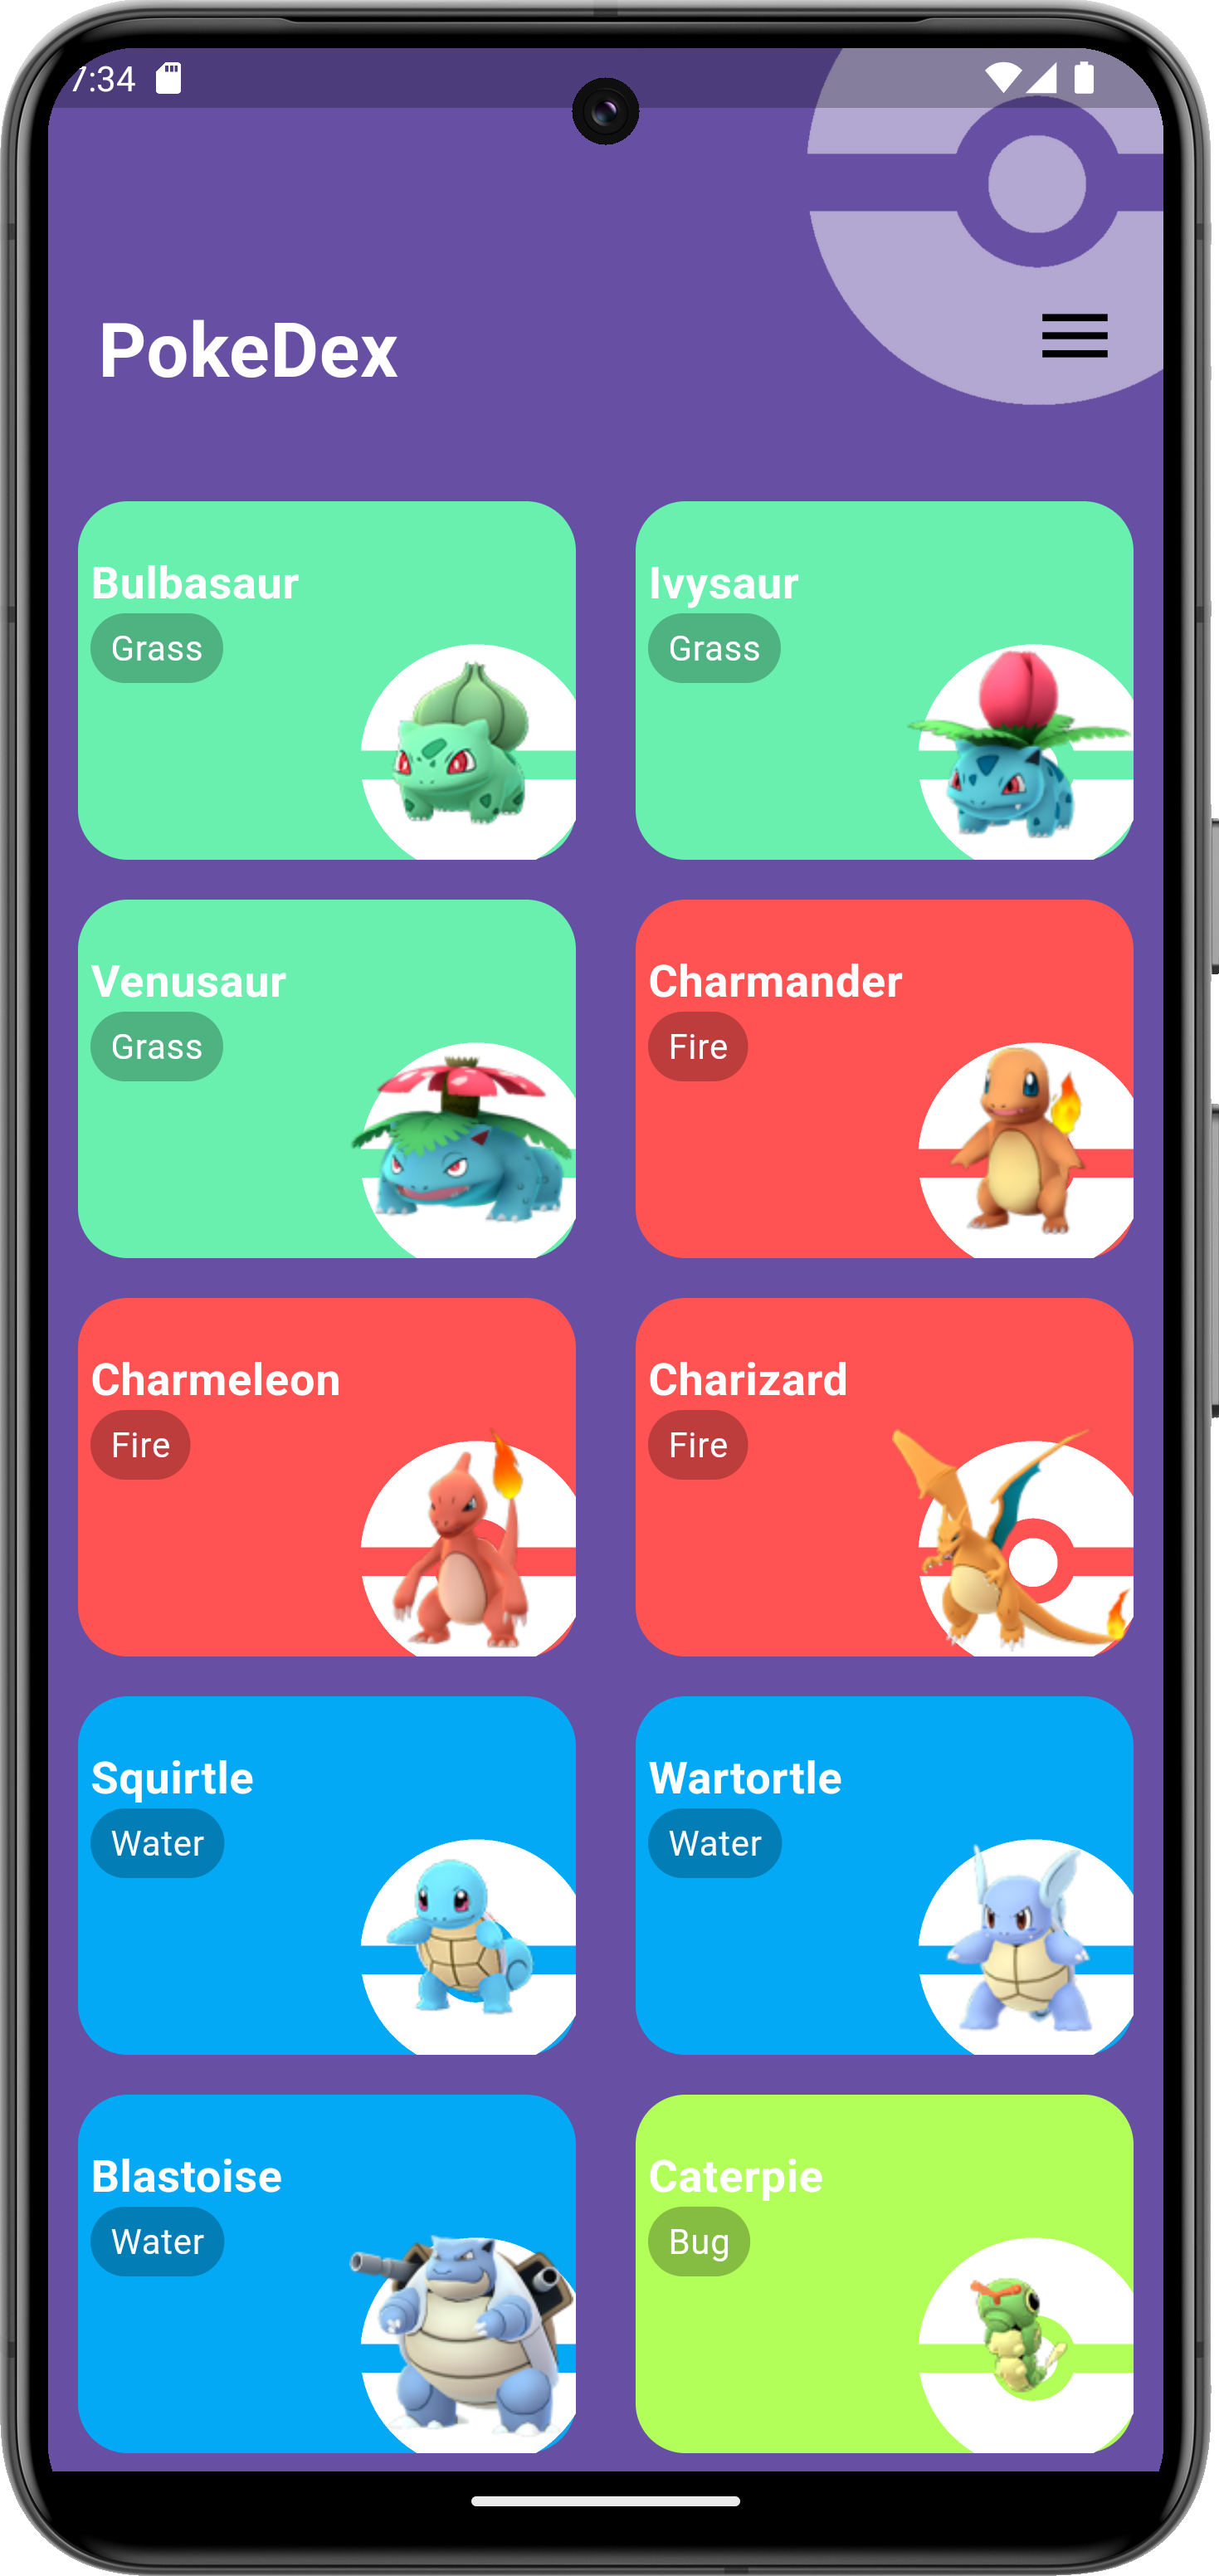 7:34
PokeDex
Bulbasaur
Grass
Ivysaur
Grass
Venusaur
Grass
Charmander
Fire
Charmeleon
Fire
Charizard
Fire
Squirtle
Water
Wartortle
Water
Blastoise
Water
Caterpie
Bug